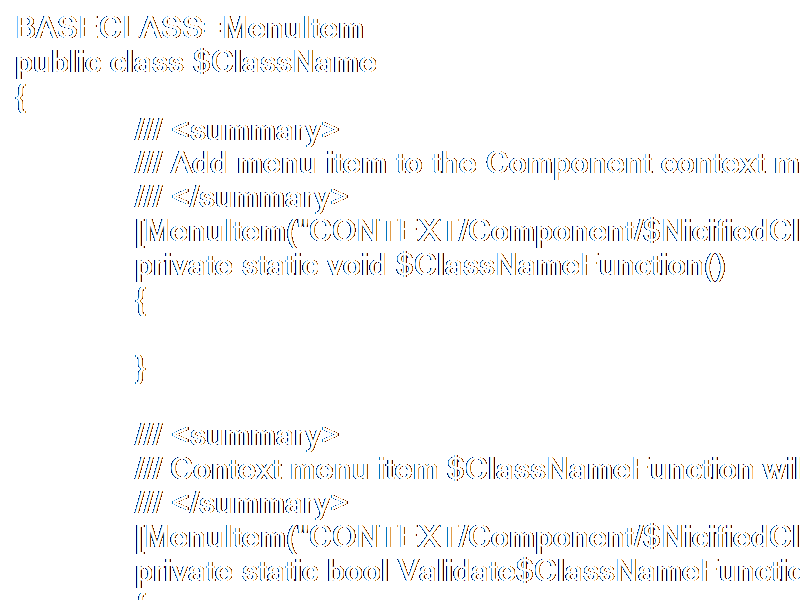 BASECLASS=MenuItem
public class $ClassName
{
/// <summary>
/// Add menu item to the Component context m
/// </summary>
[MenuItem("CONTEXT/Component/$NicifiedCl
private static void $ClassNameFunction()
{
}
/// <summary>
/// Context menu item $ClassNameFunction wil
/// </summary>
[MenuItem("CONTEXT/Component/$NicifiedCl
private static bool Validate$ClassNameFunctio
{